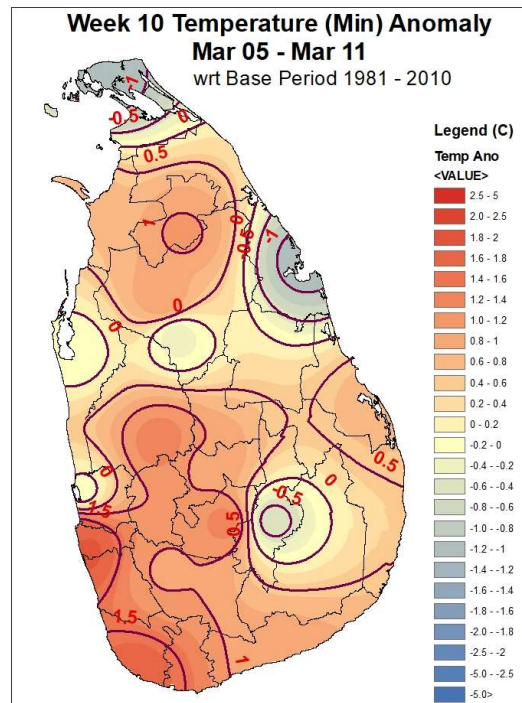 Week 10 Temperature (Min) Anomaly
Mar 05 - Mar 11
wrt Base Period 1981 - 2010
-1
-0.5
0
0.5
1
0
-0.5
-1
0
0
0
1.5
0.5
-0.5
0
0.5
1.5
1
Legend (C)
Temp Ano
<VALUE>
2.5 - 5
2.0 - 2.5
1.8 - 2
1.6 - 1.8
1.4 - 1.6
1.2 - 1.4
1.0 - 1.2
0.8 - 1
0.6 - 0.8
0.4 - 0.6
0.2 - 0.4
0 - 0.2
-0.2 - 0
-0.4 - -0.2
-0.6 - -0.4
-0.8 - -0.6
-1.0 - -0.8
-1.2 - -1
-1.4 - -1.2
-1.6 - -1.4
-1.8 - -1.6
-2.0 - -1.8
-2.5 - -2
-5.0 - -2.5
-5.0>